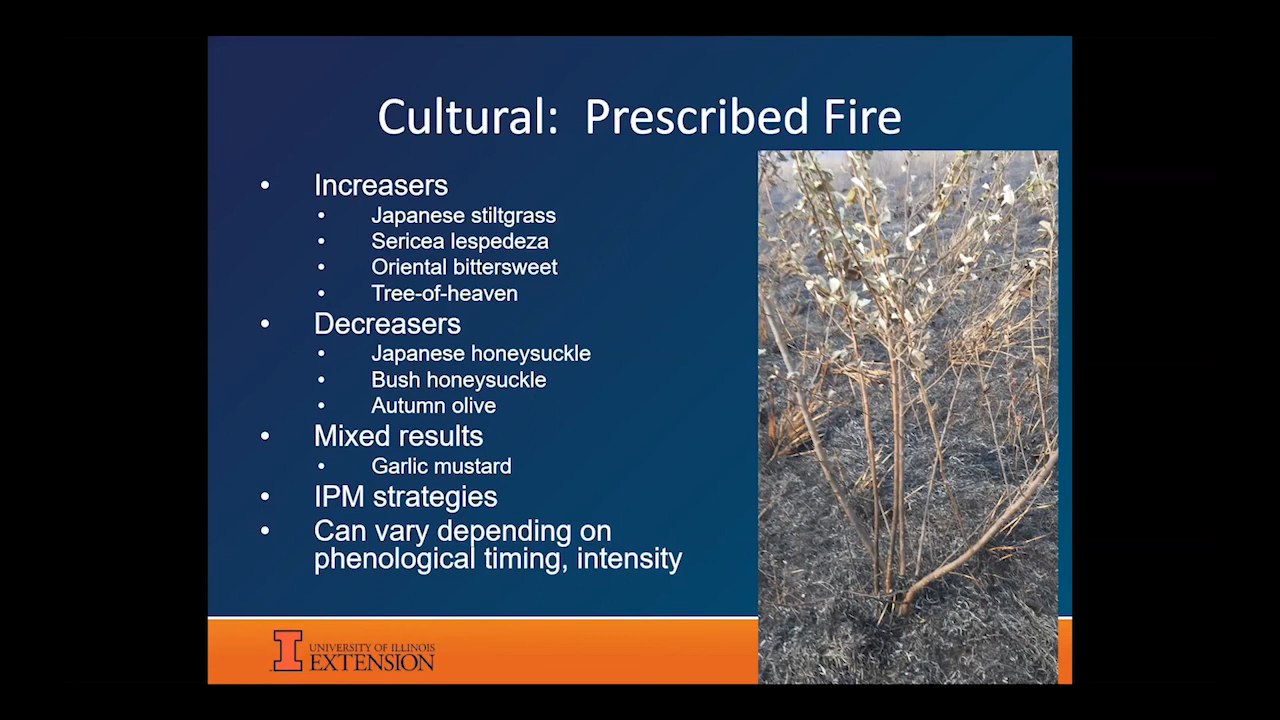 Cultural: Prescribed Fire
• Increasers
• Japanese stiltgrass
• Sericea lespedeza
• Oriental bittersweet
• Tree-of-heaven
• Decreasers
• Japanese honeysuckle
• Bush honeysuckle
• Autumn olive
• Mixed results
• Garlic mustard
• IPM strategies
• Can vary depending on
phenological timing, intensity
I
UNIVERSITY OF ILLINOIS
EXTENSION